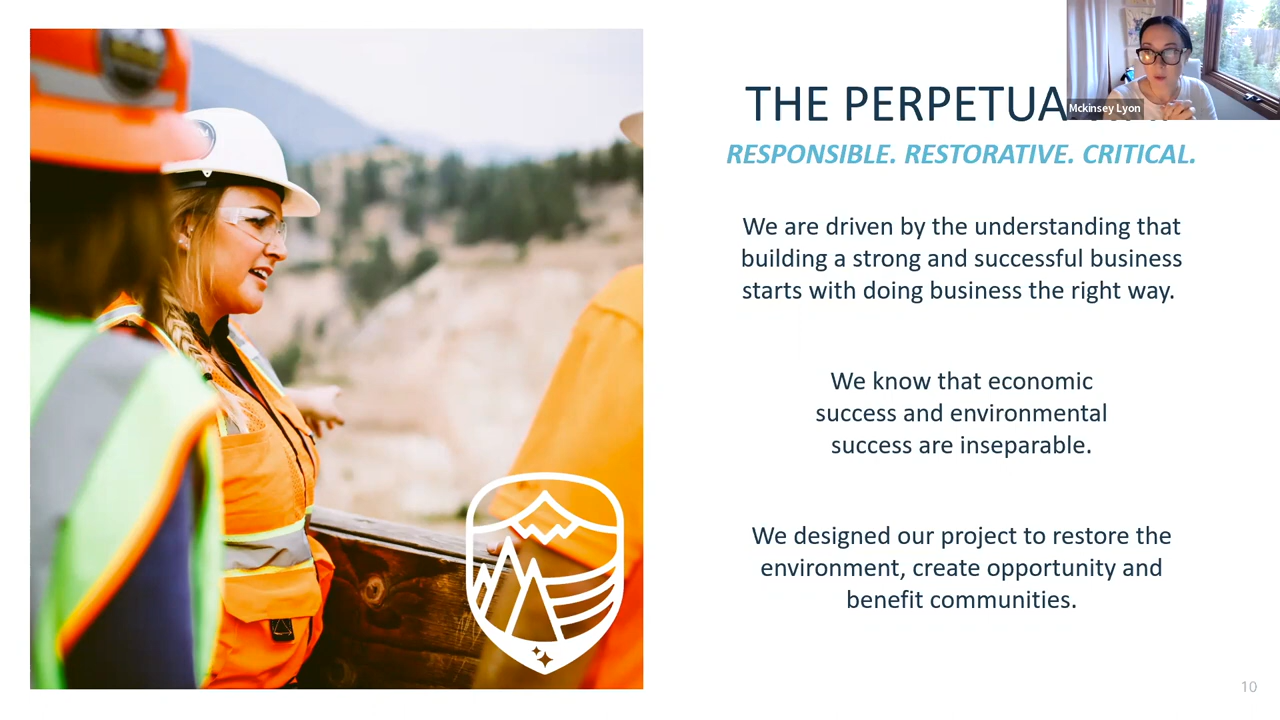 THE PERPETUA
Mckinsey Lyon
RESPONSIBLE. RESTORATIVE. CRITICAL.
We are driven by the understanding that
building a strong and successful business
starts with doing business the right way.
We know that economic
success and environmental
success are inseparable.
We designed our project to restore the
environment, create opportunity and
benefit communities.
10